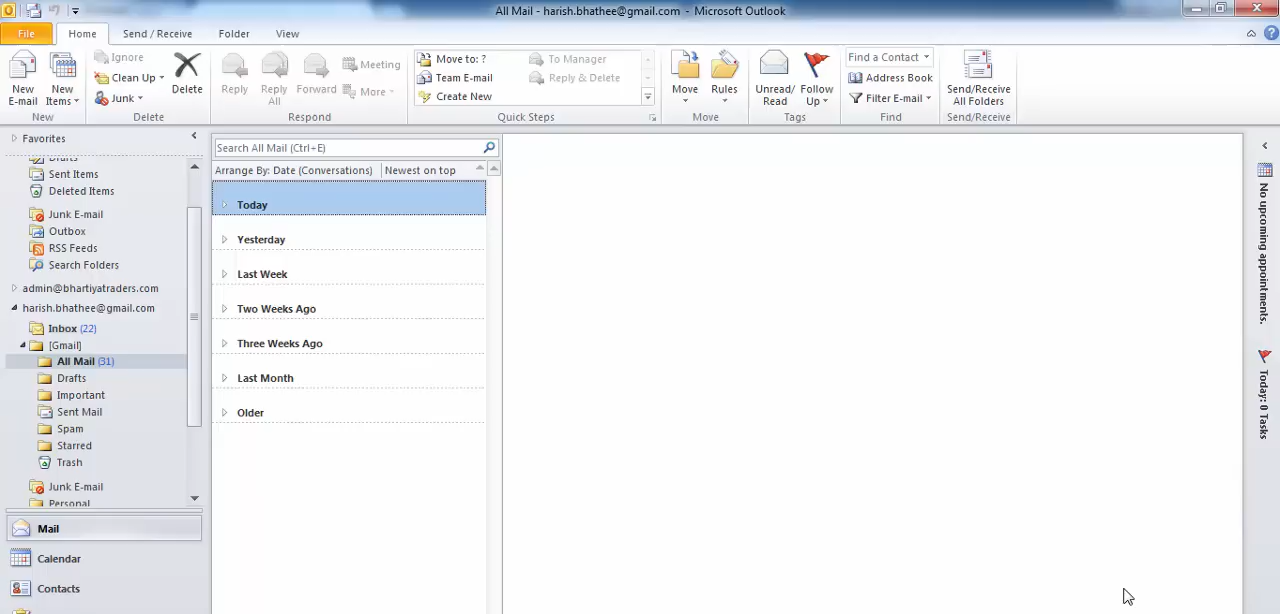 All Mail - harish.bhathee@gmail.com - Microsoft Outlook
File Home Send / Receive Folder View
New E-mail
New Items
New
Ignore
Clean Up
Junk
Delete
Delete
Reply
Reply All
Forward
Meeting
More
Respond
Move to: ?
Team E-mail
Create New
To Manager
Reply & Delete
Quick Steps
Move
Rules
Move
Unread/ Read
Follow Up
Tags
Find a Contact
Address Book
Filter E-mail
Find
Send/Receive All Folders
Send/Receive
Favorites
Drafts
Sent Items
Deleted Items
Junk E-mail
Outbox
RSS Feeds
Search Folders
admin@bhartiyatraders.com
harish.bhathee@gmail.com
Inbox (22)
[Gmail]
All Mail (31)
Drafts
Important
Sent Mail
Spam
Starred
Trash
Junk E-mail
Personal
Mail
Calendar
Contacts
Search All Mail (Ctrl+E)
Arrange By: Date (Conversations) Newest on top
Today
Yesterday
Last Week
Two Weeks Ago
Three Weeks Ago
Last Month
Older
No upcoming appointments.
Today: 0 Tasks